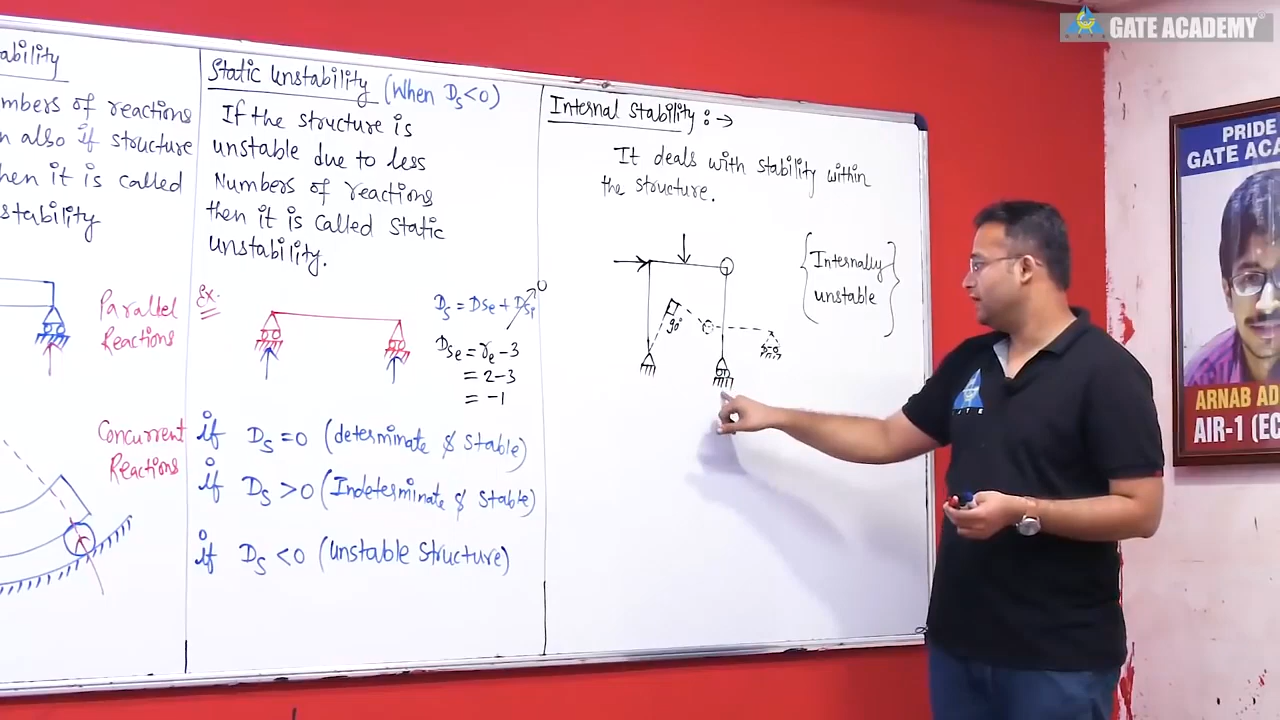 GATE ACADEMY
ability
mbers of reactions
n also if structure
hen it is called
stability
Parallel
Reactions
Concurrent
Reactions
Static Unstability (When Ds<0)
If the structure is
unstable due to less
Numbers of reactions
then it is called static
unstability.
Ex.
Ds = Dse + Dsi
0
Dse = re - 3
= 2-3
= -1
if Ds = 0 (determinate & Stable)
if Ds > 0 (Indeterminate & Stable)
if Ds < 0 (Unstable Structure)
Internal Stability :→
It deals with stability within
the structure.
90°
{Internally
unstable}
PRIDE
GATE ACA
ARNAB AD
AIR-1 (EC